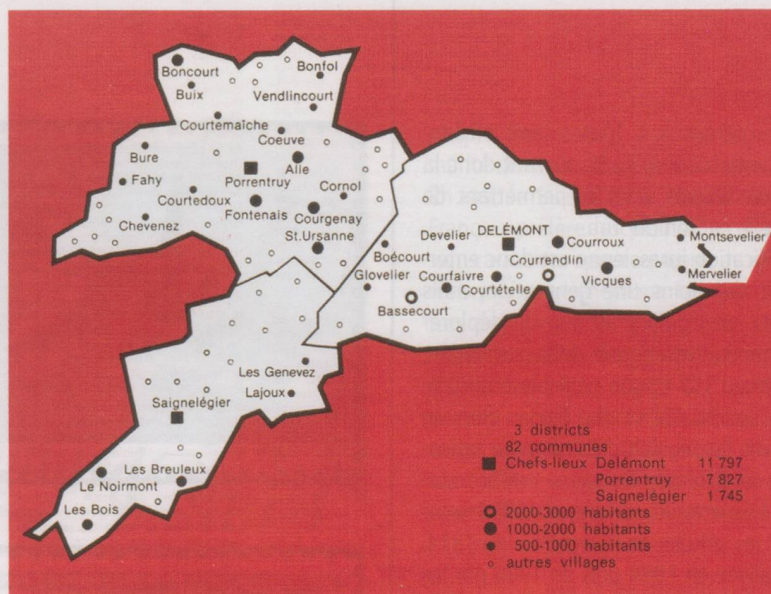 Boncourt
Bonfol
Buix
Vendlincourt
Courtemaîche
Coeuve
Bure
Alle
Fahy
Porrentruy
Cornol
Courtedoux
Fontenais
Courgenay
Chevenez
St.Ursanne
Develier
DELÉMONT
Courroux
Montsevelier
Boécourt
Courrendlin
Glovelier
Courfaivre
Mervelier
Courtételle
Vicques
Bassecourt
Les Genevez
Lajoux
Saignelégier
Les Breuleux
Le Noirmont
Les Bois
3 districts
82 communes
Chefs-lieux Delémont 11 797
Porrentruy 7 827
Saignelégier 1 745
2000-3000 habitants
1000-2000 habitants
500-1000 habitants
autres villages